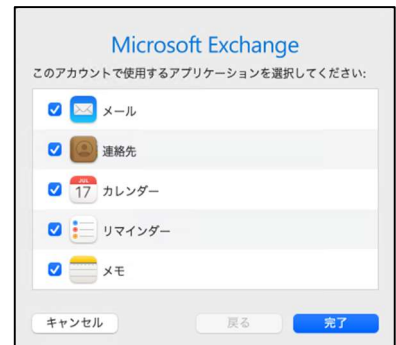 Microsoft Exchange
このアカウントで使用するアプリケーションを選択してください:
メール
連絡先
JUL
17
カレンダー
リマインダー
メモ
キャンセル
戻る
完了